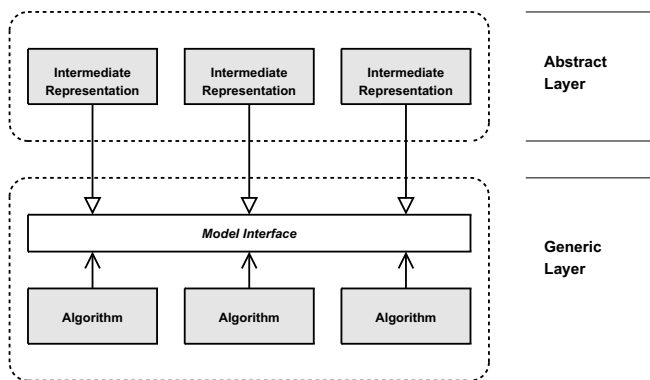 Intermediate
Representation
Intermediate
Representation
Intermediate
Representation
Abstract
Layer
Model Interface
Generic
Layer
Algorithm
Algorithm
Algorithm